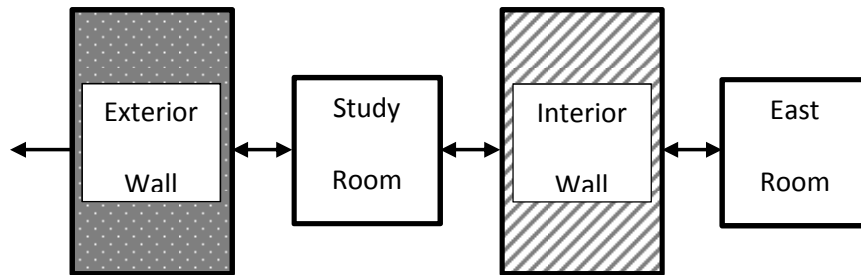 Exterior
Wall
Study
Room
Interior
Wall
East
Room